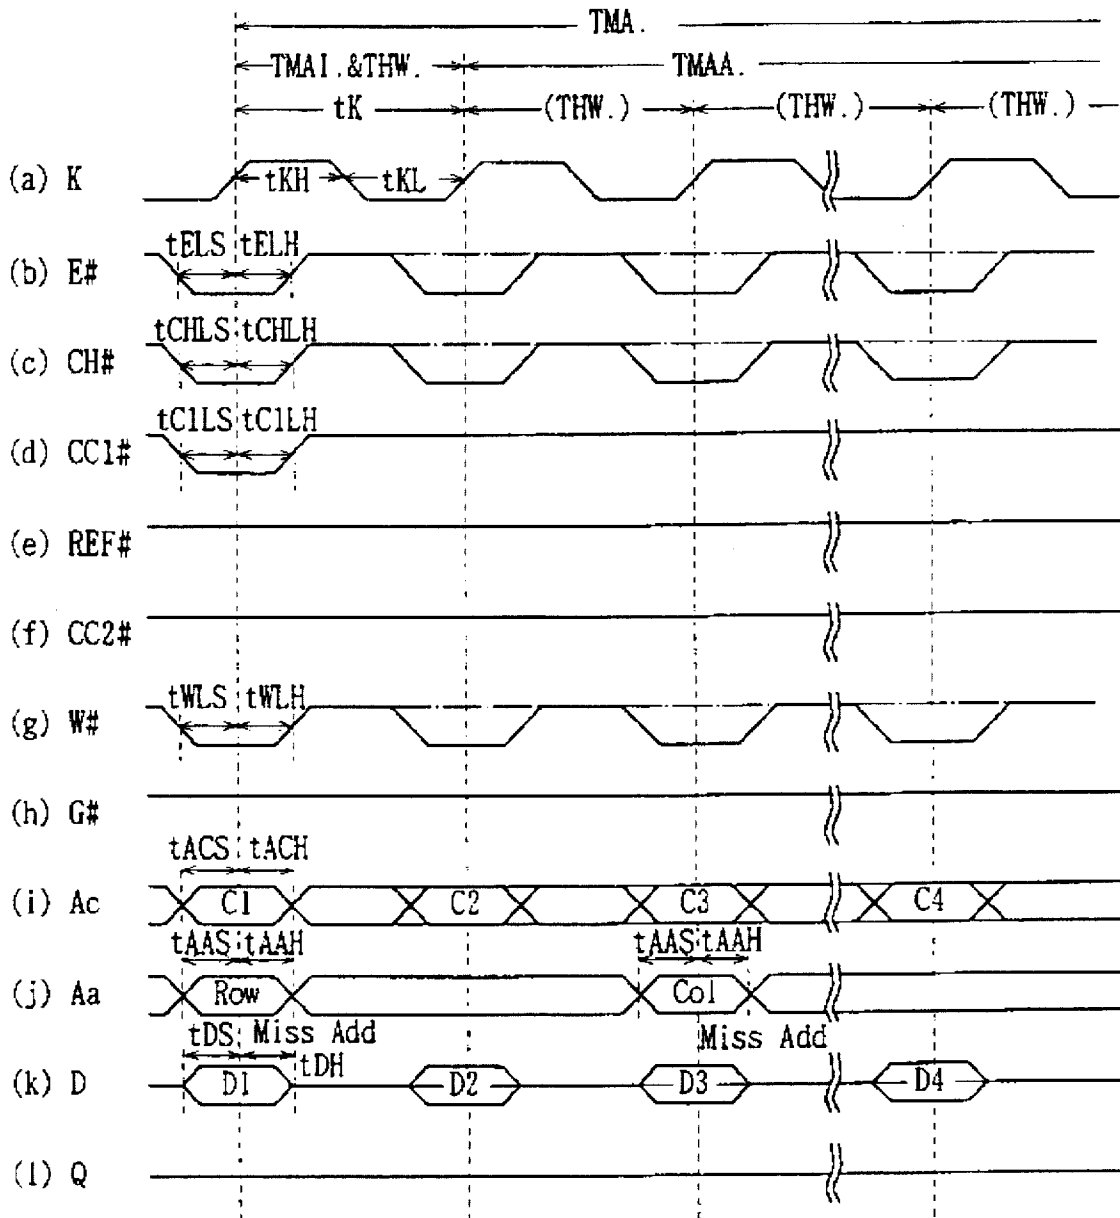 TMA.
TMAI.&THW. TMAA.
tK (THW.) (THW.) (THW.)
(a) K tKH tKL
tELS tELH
(b) E#
tCHLS tCHLH
(c) CH#
tC1LS tC1LH
(d) CC1#
(e) REF#
(f) CC2#
tWLS tWLH
(g) W#
(h) G#
tACS tACH
(i) Ac C1 C2 C3 C4
tAAS tAAH tAAS tAAH
(j) Aa Row Col
tDS Miss Add Miss Add
tDH
(k) D D1 D2 D3 D4
(l) Q